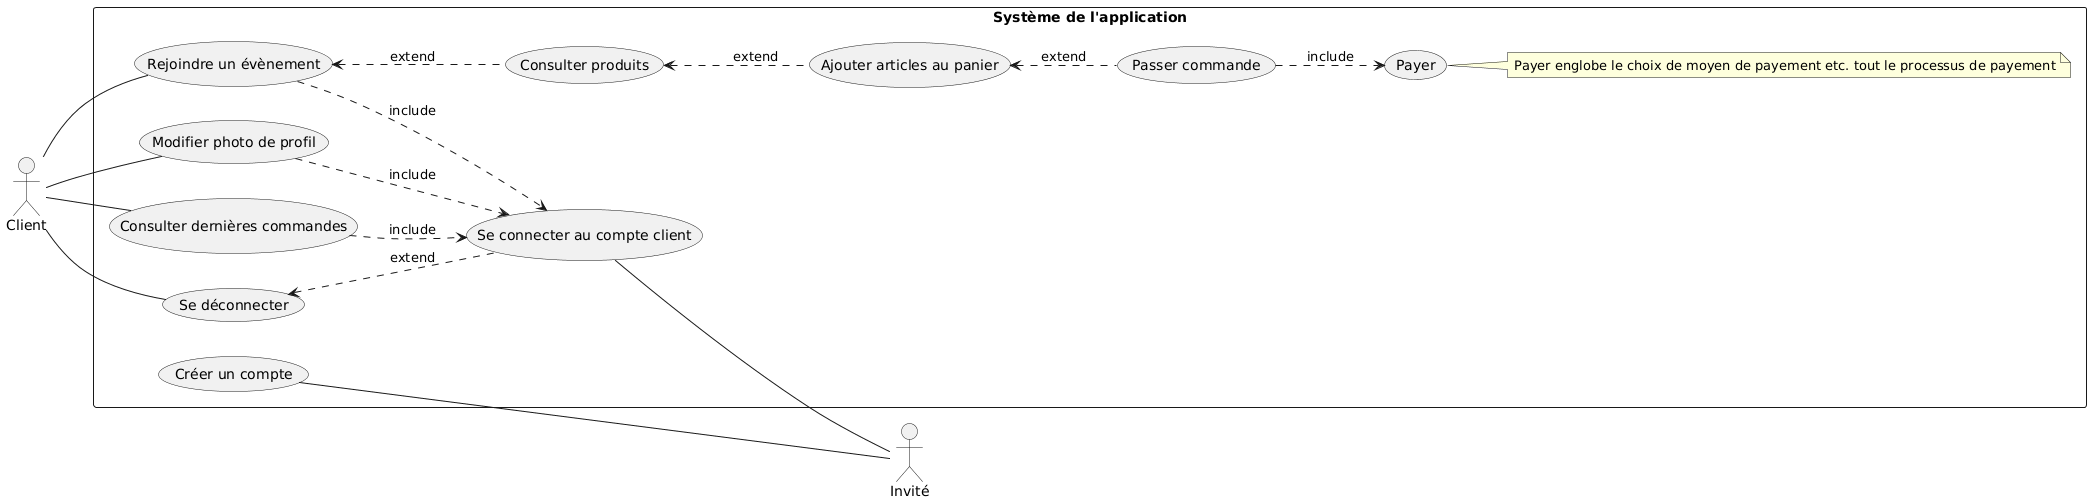 Système de l'application
Rejoindre un évènement
extend
Consulter produits
extend
Ajouter articles au panier
extend
Passer commande
include
Payer
Payer englobe le choix de moyen de payement etc. tout le processus de payement
include
Modifier photo de profil
include
Client
Consulter dernières commandes
include
Se connecter au compte client
extend
Se déconnecter
Créer un compte
Invité